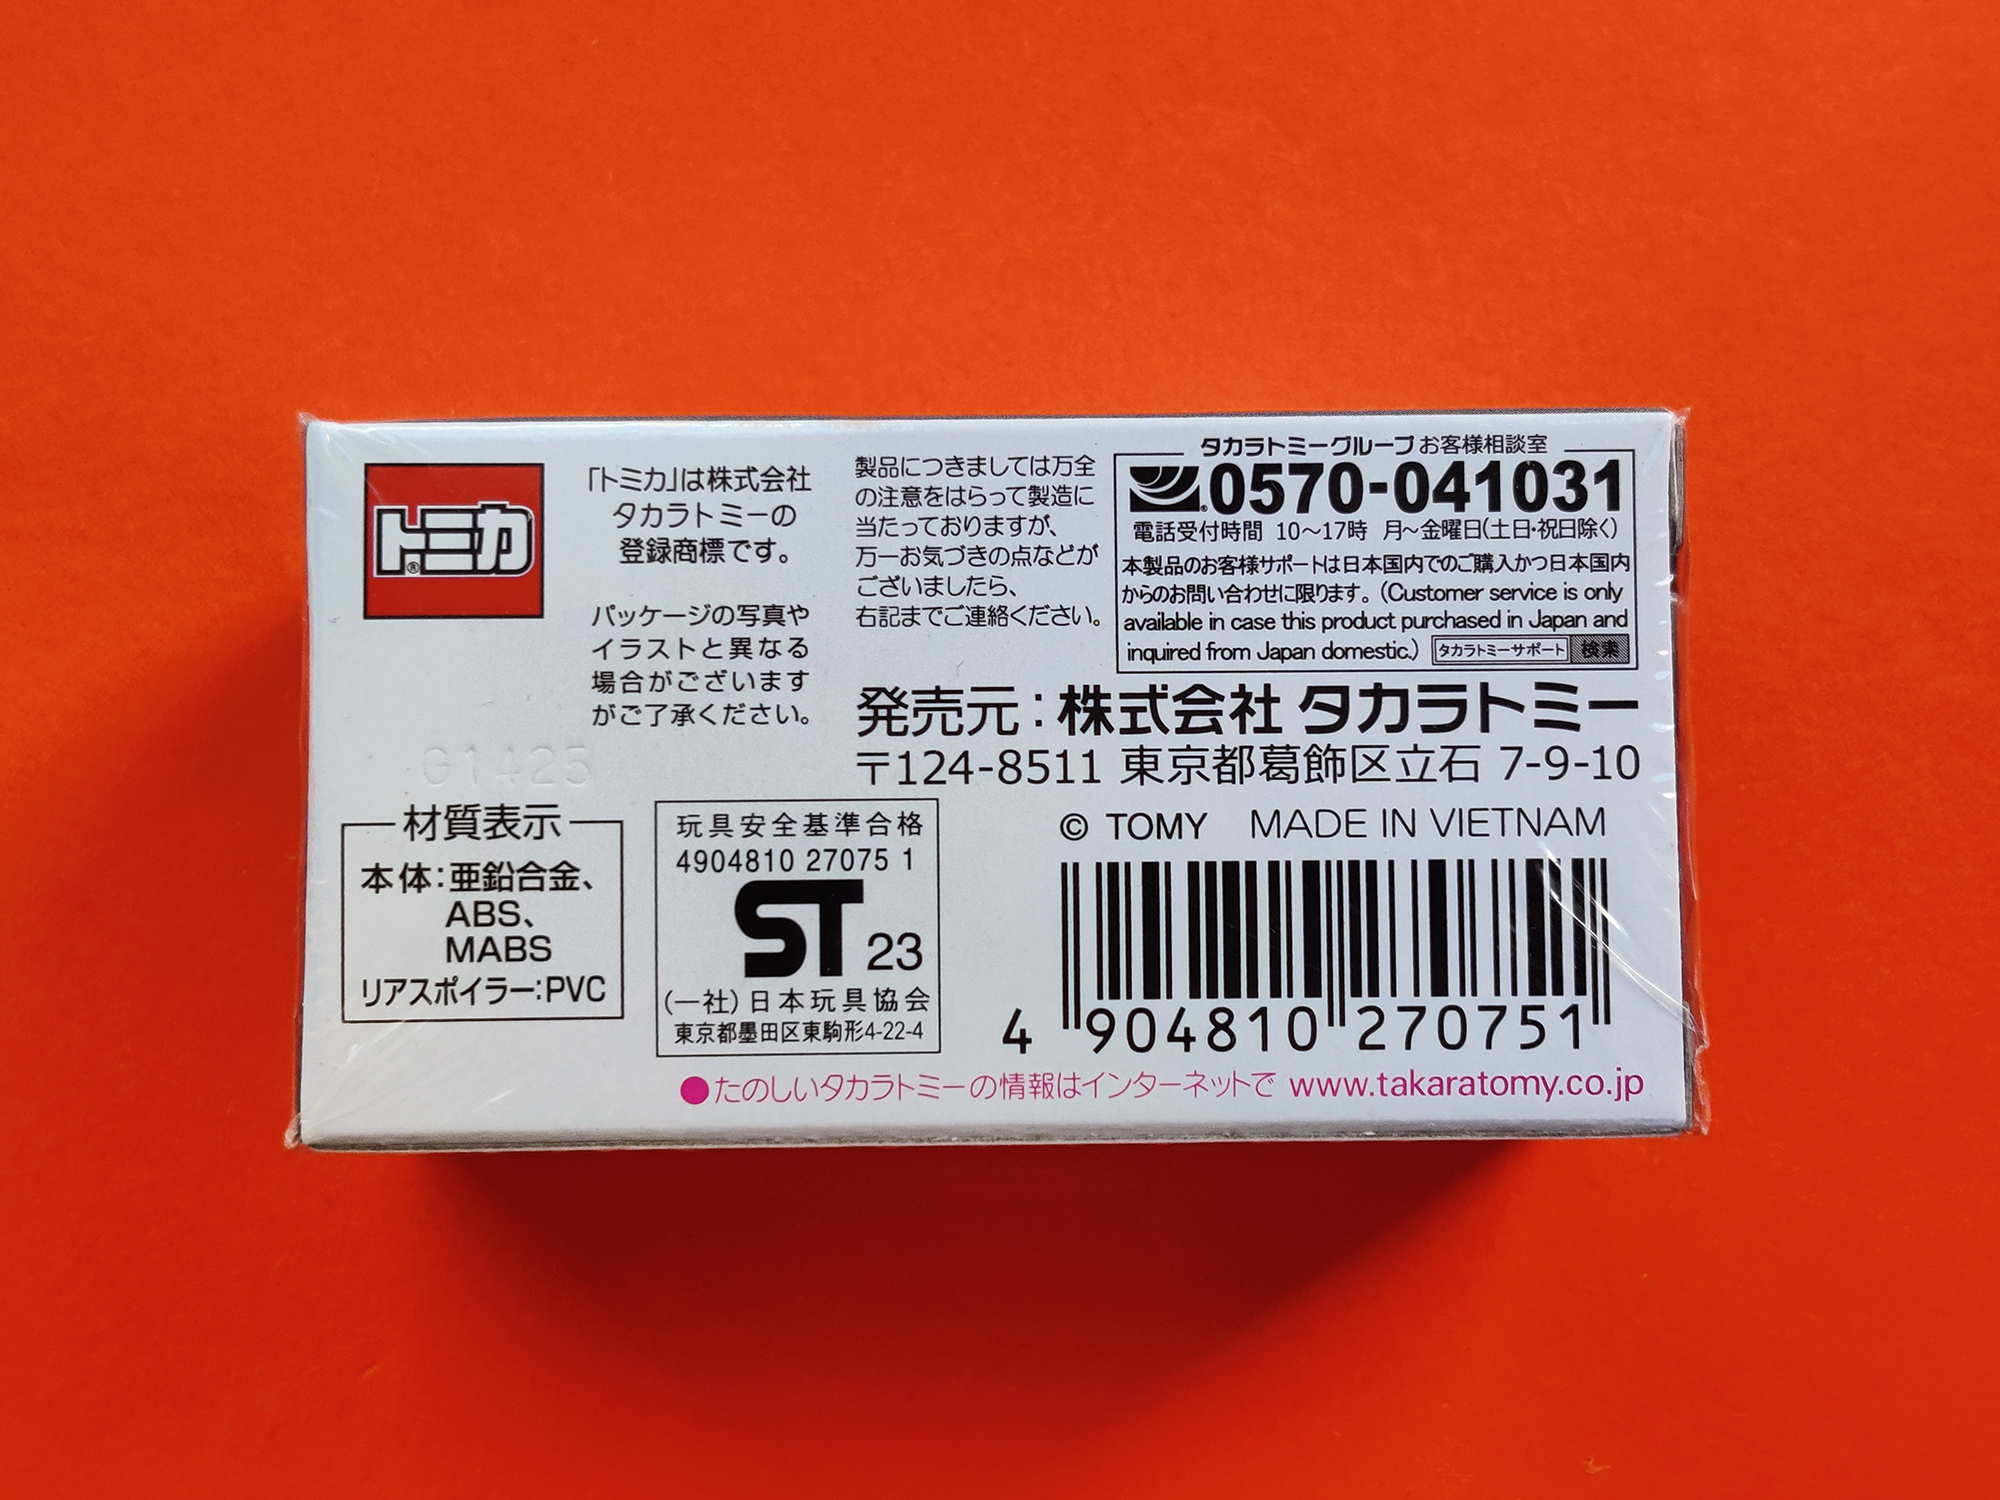 トミカ®
「トミカ」は株式会社
タカラトミーの
登録商標です。
パッケージの写真や
イラストと異なる
場合がございます
がご了承ください。
製品につきましては万全
の注意をはらって製造に
当たっておりますが、
万一お気づきの点などが
ございましたら、
右記までご連絡ください。
タカラトミーグループお客様相談室
0570-041031
電話受付時間 10〜17時 月〜金曜日(土日・祝日除く)
本製品のお客様サポートは日本国内でのご購入かつ日本国内
からのお問い合わせに限ります。(Customer service is only
available in case this product purchased in Japan and
inquired from Japan domestic.) タカラトミーサポート 検索
発売元:株式会社 タカラトミー
〒124-8511 東京都葛飾区立石 7-9-10
G1425
材質表示
本体:亜鉛合金、
ABS、
MABS
リアスポイラー:PVC
玩具安全基準合格
4904810 27075 1
ST 23
(一社)日本玩具協会
東京都墨田区東駒形4-22-4
© TOMY MADE IN VIETNAM
4 904810 270751
●たのしいタカラトミーの情報はインターネットで www.takaratomy.co.jp